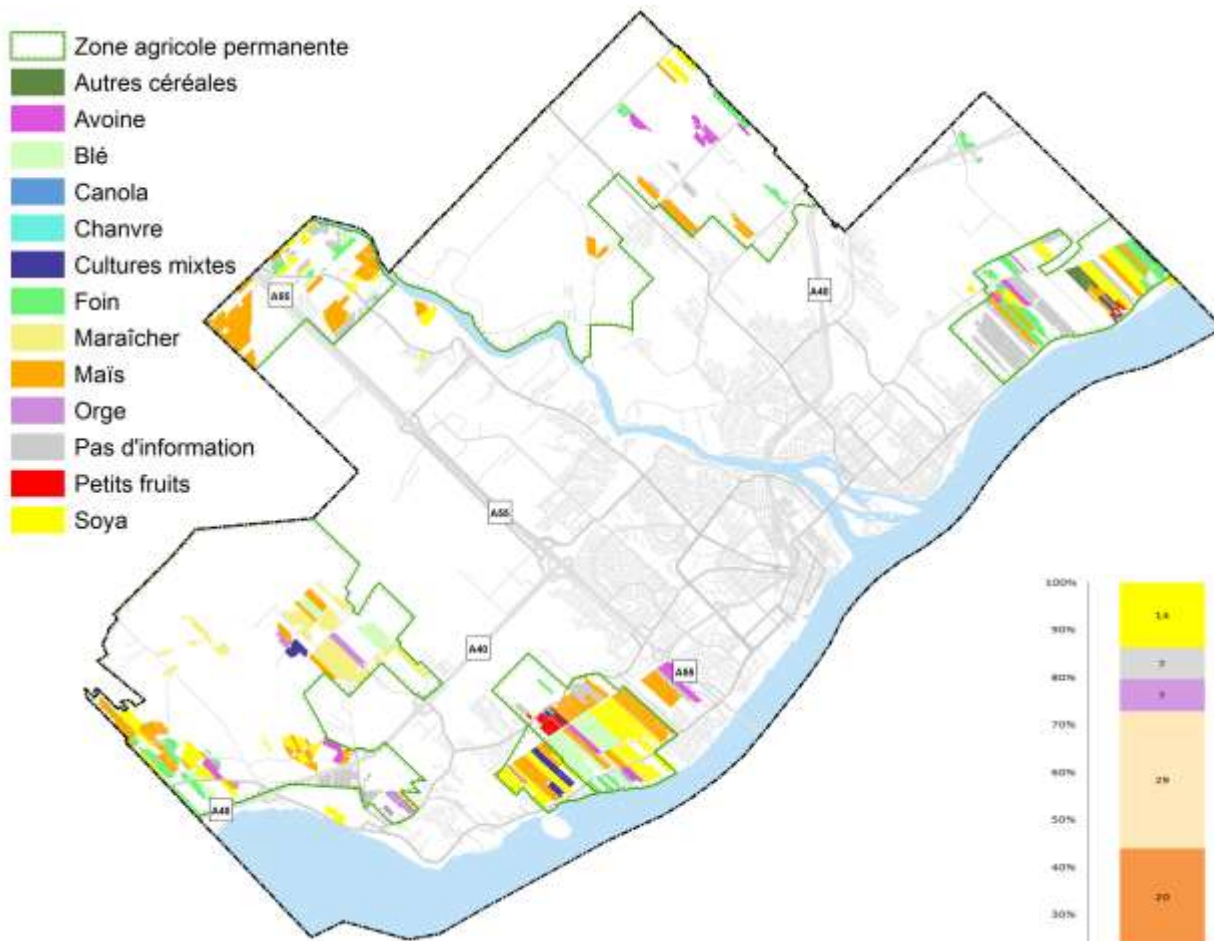 Zone agricole permanente
Autres céréales
Avoine
Blé
Canola
Chanvre
Cultures mixtes
Foin
Maraîcher
Maïs
Orge
Pas d'information
Petits fruits
Soya
A55
A40
A55
A40
A55
A40
100%
90%
80%
70%
60%
50%
40%
30%
14
7
7
29
20